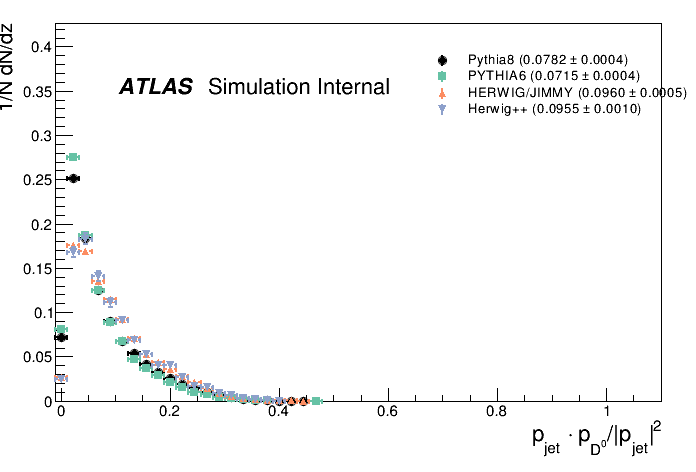 1/N dN/dz
0.4
0.35
0.3
0.25
0.2
0.15
0.1
0.05
0
ATLAS Simulation Internal
Pythia8 (0.0782 ± 0.0004)
PYTHIA6 (0.0715 ± 0.0004)
HERWIG/JIMMY (0.0960 ± 0.0005)
Herwig++ (0.0955 ± 0.0010)
0 0.2 0.4 0.6 0.8 1
p_jet · p_D⁰/|p_jet|²